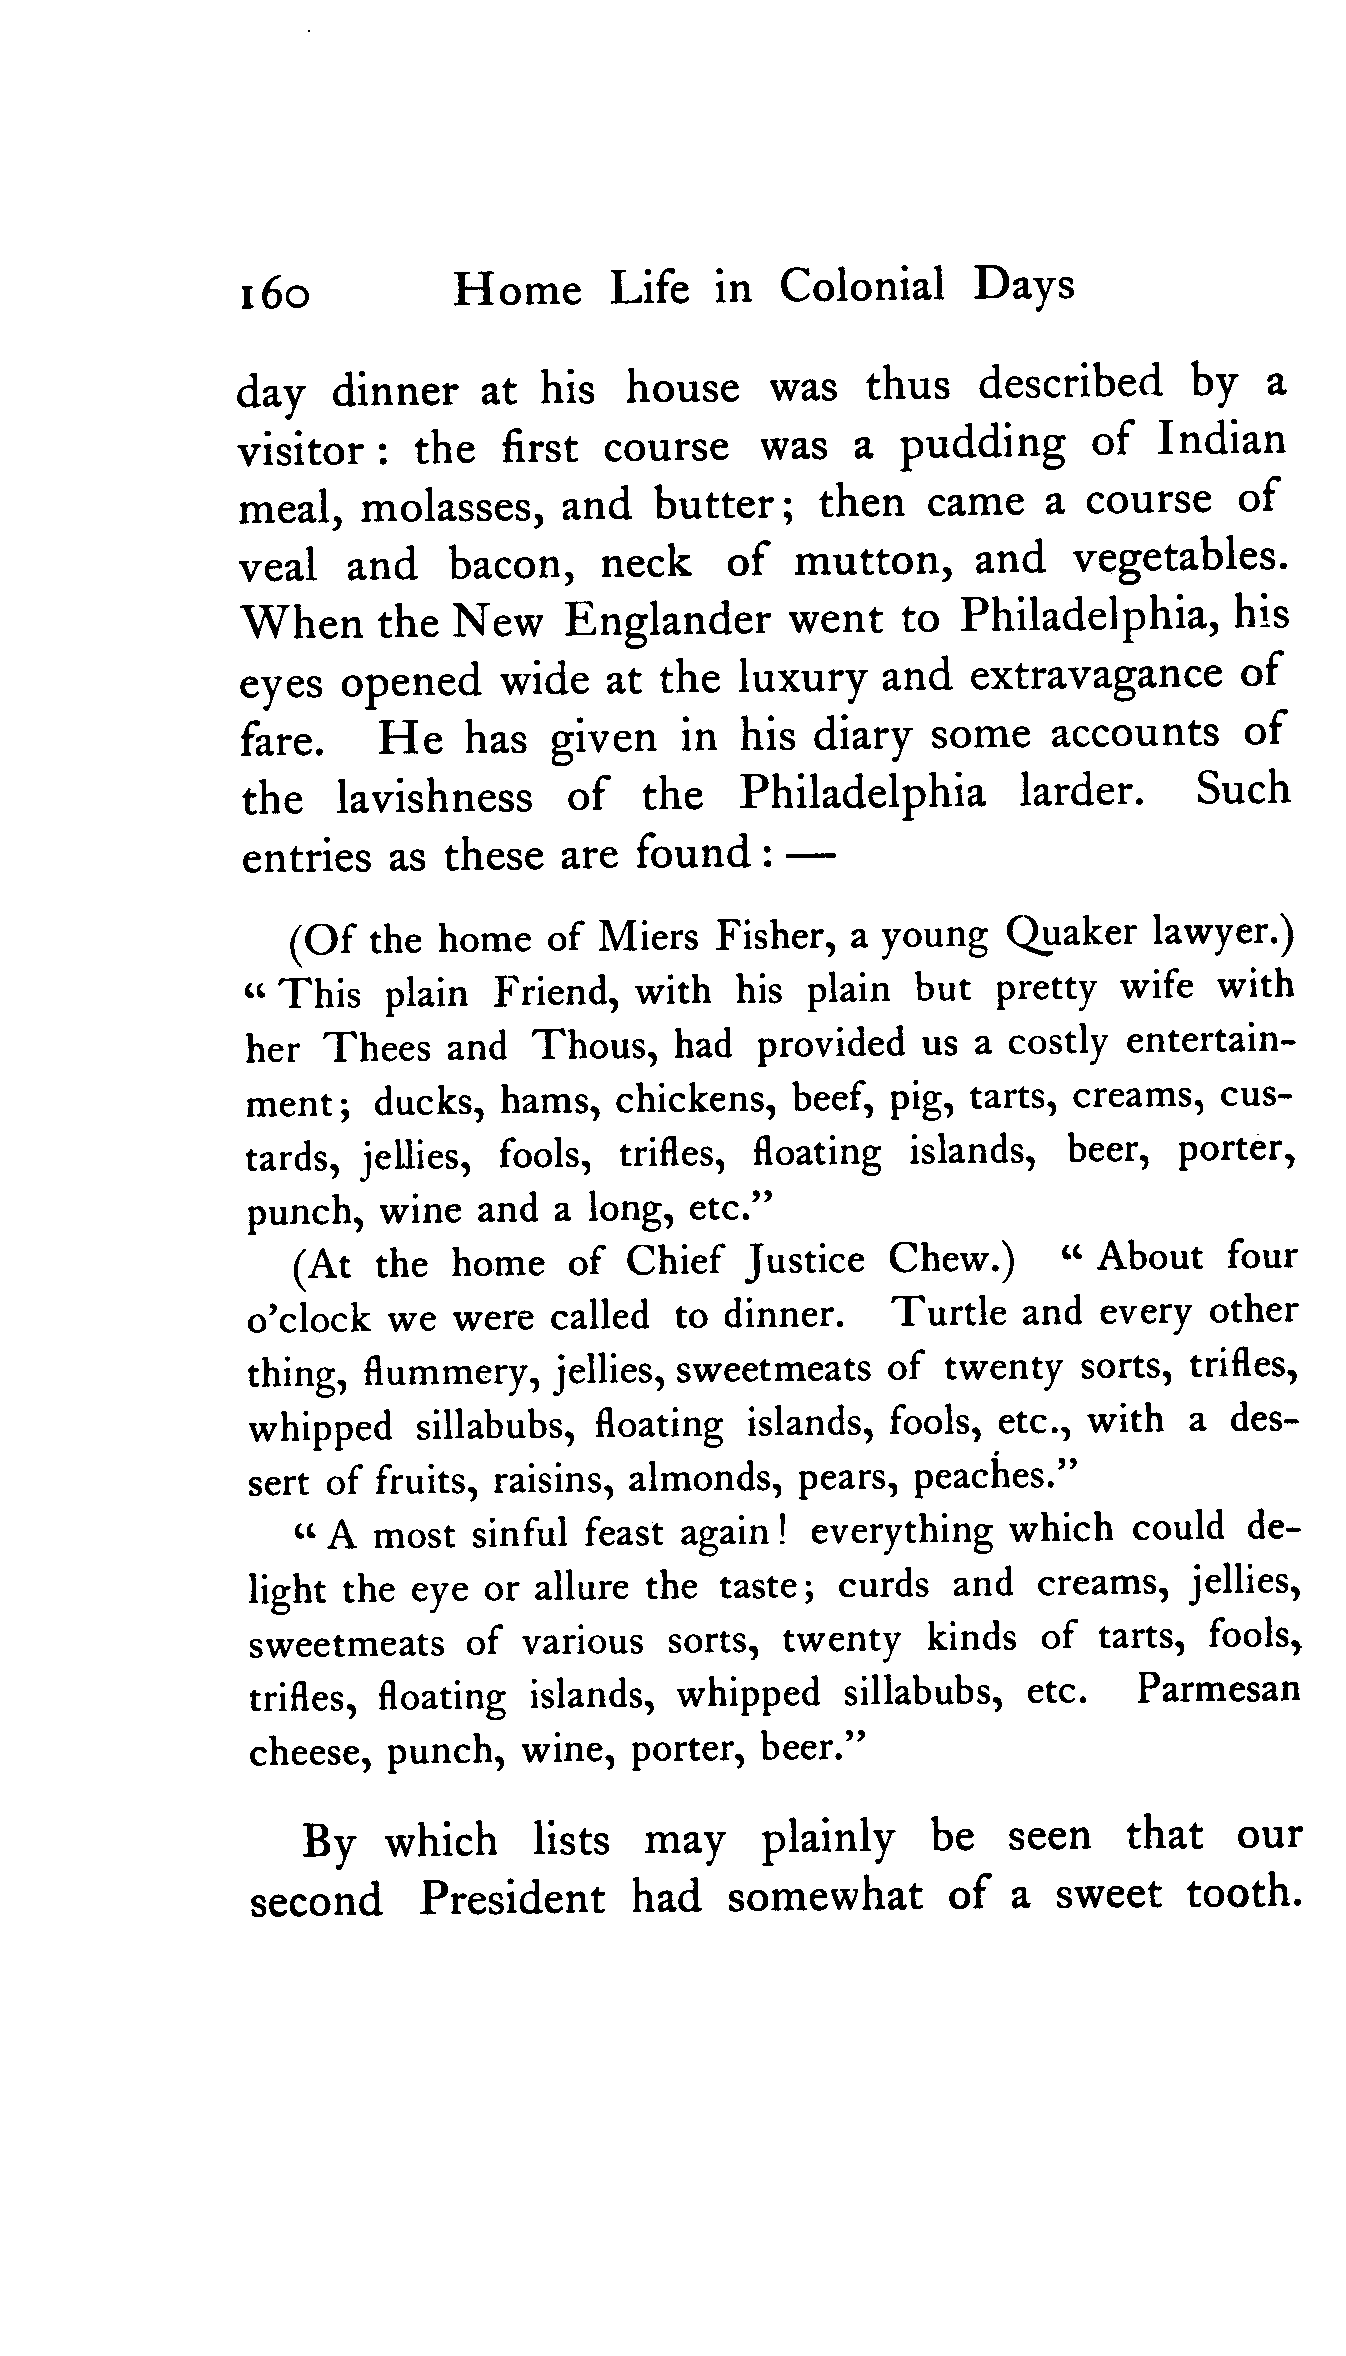 160 Home Life in Colonial Days
day dinner at his house was thus described by a
visitor : the first course was a pudding of Indian
meal, molasses, and butter ; then came a course of
veal and bacon, neck of mutton, and vegetables.
When the New Englander went to Philadelphia, his
eyes opened wide at the luxury and extravagance of
fare. He has given in his diary some accounts of
the lavishness of the Philadelphia larder. Such
entries as these are found : —
(Of the home of Miers Fisher, a young Quaker lawyer.)
“ This plain Friend, with his plain but pretty wife with
her Thees and Thous, had provided us a costly entertain-
ment ; ducks, hams, chickens, beef, pig, tarts, creams, cus-
tards, jellies, fools, trifles, floating islands, beer, porter,
punch, wine and a long, etc.”
(At the home of Chief Justice Chew.) “ About four
o’clock we were called to dinner. Turtle and every other
thing, flummery, jellies, sweetmeats of twenty sorts, trifles,
whipped sillabubs, floating islands, fools, etc., with a des-
sert of fruits, raisins, almonds, pears, peaches.”
“ A most sinful feast again ! everything which could de-
light the eye or allure the taste ; curds and creams, jellies,
sweetmeats of various sorts, twenty kinds of tarts, fools,
trifles, floating islands, whipped sillabubs, etc. Parmesan
cheese, punch, wine, porter, beer.”
By which lists may plainly be seen that our
second President had somewhat of a sweet tooth.